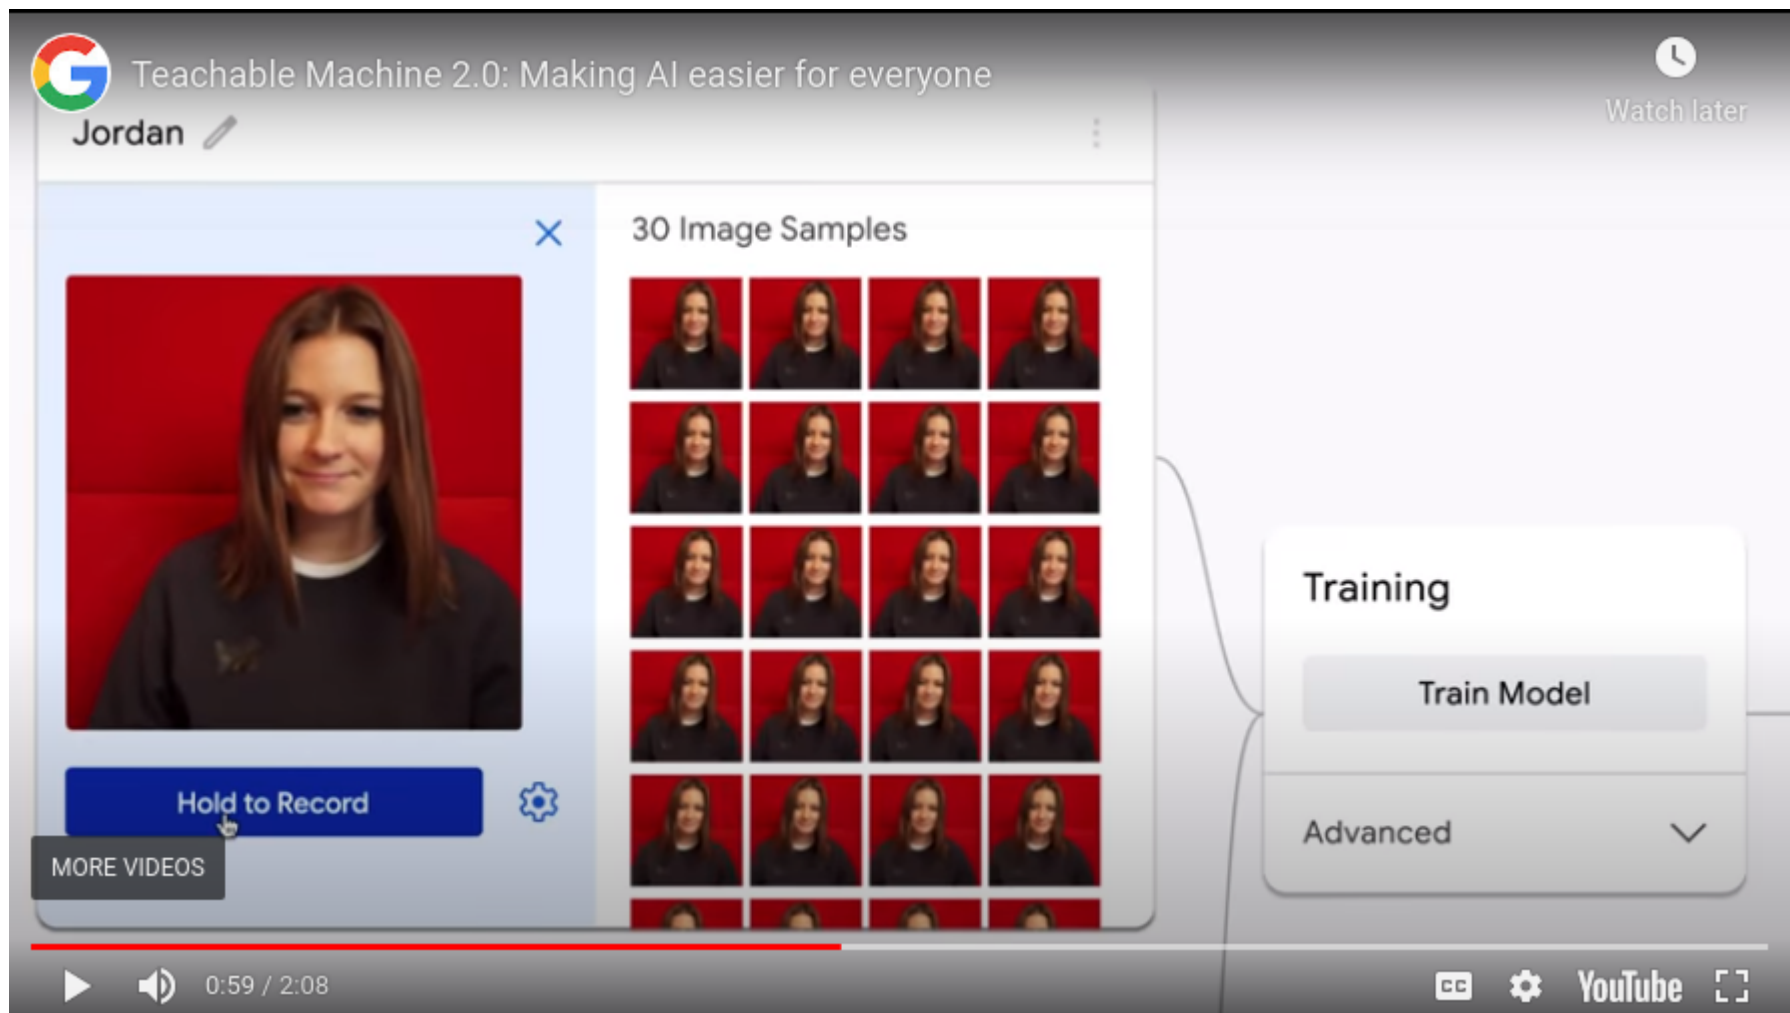 Teachable Machine 2.0: Making AI easier for everyone
Watch later
Jordan
30 Image Samples
Hold to Record
Training
Train Model
Advanced
MORE VIDEOS
0:59 / 2:08
CC
YouTube